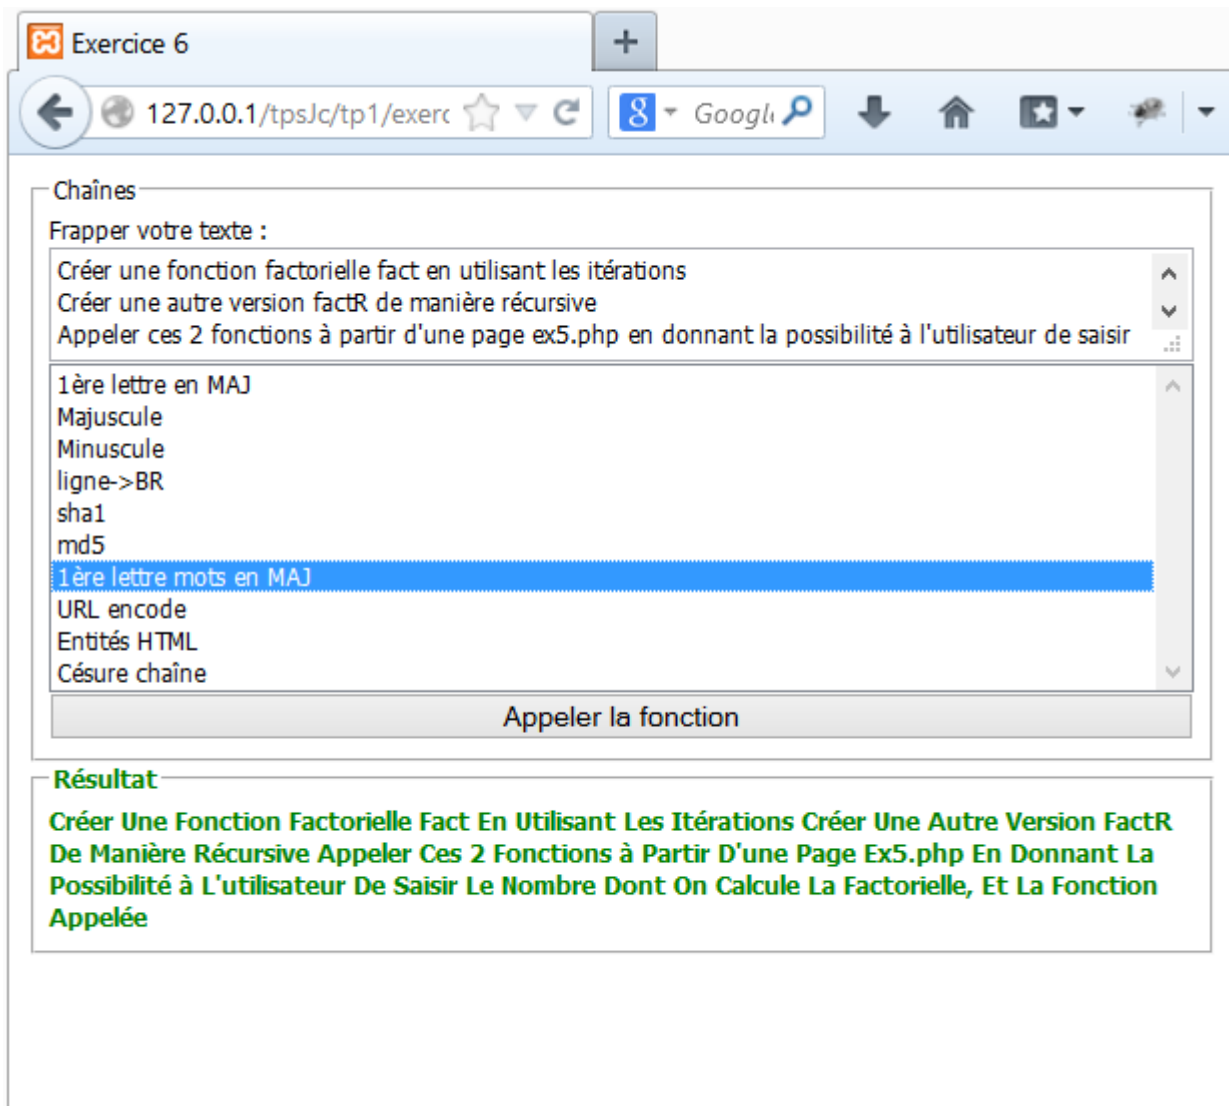 Exercice 6
127.0.0.1/tpsJc/tp1/exerc
Chaînes
Frapper votre texte :
Créer une fonction factorielle fact en utilisant les itérations
Créer une autre version factR de manière récursive
Appeler ces 2 fonctions à partir d'une page ex5.php en donnant la possibilité à l'utilisateur de saisir
1ère lettre en MAJ
Majuscule
Minuscule
ligne->BR
sha1
md5
1ère lettre mots en MAJ
URL encode
Entités HTML
Césure chaîne
Appeler la fonction
Résultat
Créer Une Fonction Factorielle Fact En Utilisant Les Itérations Créer Une Autre Version FactR
De Manière Récursive Appeler Ces 2 Fonctions à Partir D'une Page Ex5.php En Donnant La
Possibilité à L'utilisateur De Saisir Le Nombre Dont On Calcule La Factorielle, Et La Fonction
Appelée